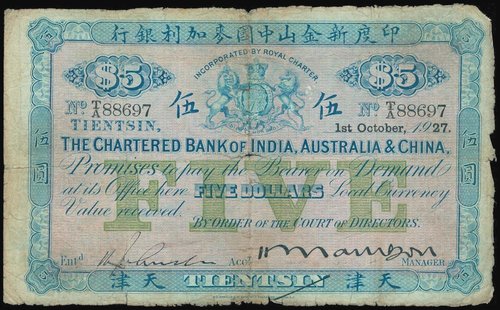 行銀利加麥國中山金新度印
$5 INCORPORATED BY ROYAL CHARTER $5
Nº T/A 88697 伍 伍 Nº T/A 88697
TIENTSIN, 1st October, 1927.
THE CHARTERED BANK OF INDIA, AUSTRALIA & CHINA,
Promises to pay the Bearer on Demand
at its Office here FIVE DOLLARS Local Currency
Value received. BY ORDER OF THE COURT OF DIRECTORS.
FIVE
伍圓
伍圓
Entᵈ Accᵗ MANAGER
津天 TIENTSIN 津天